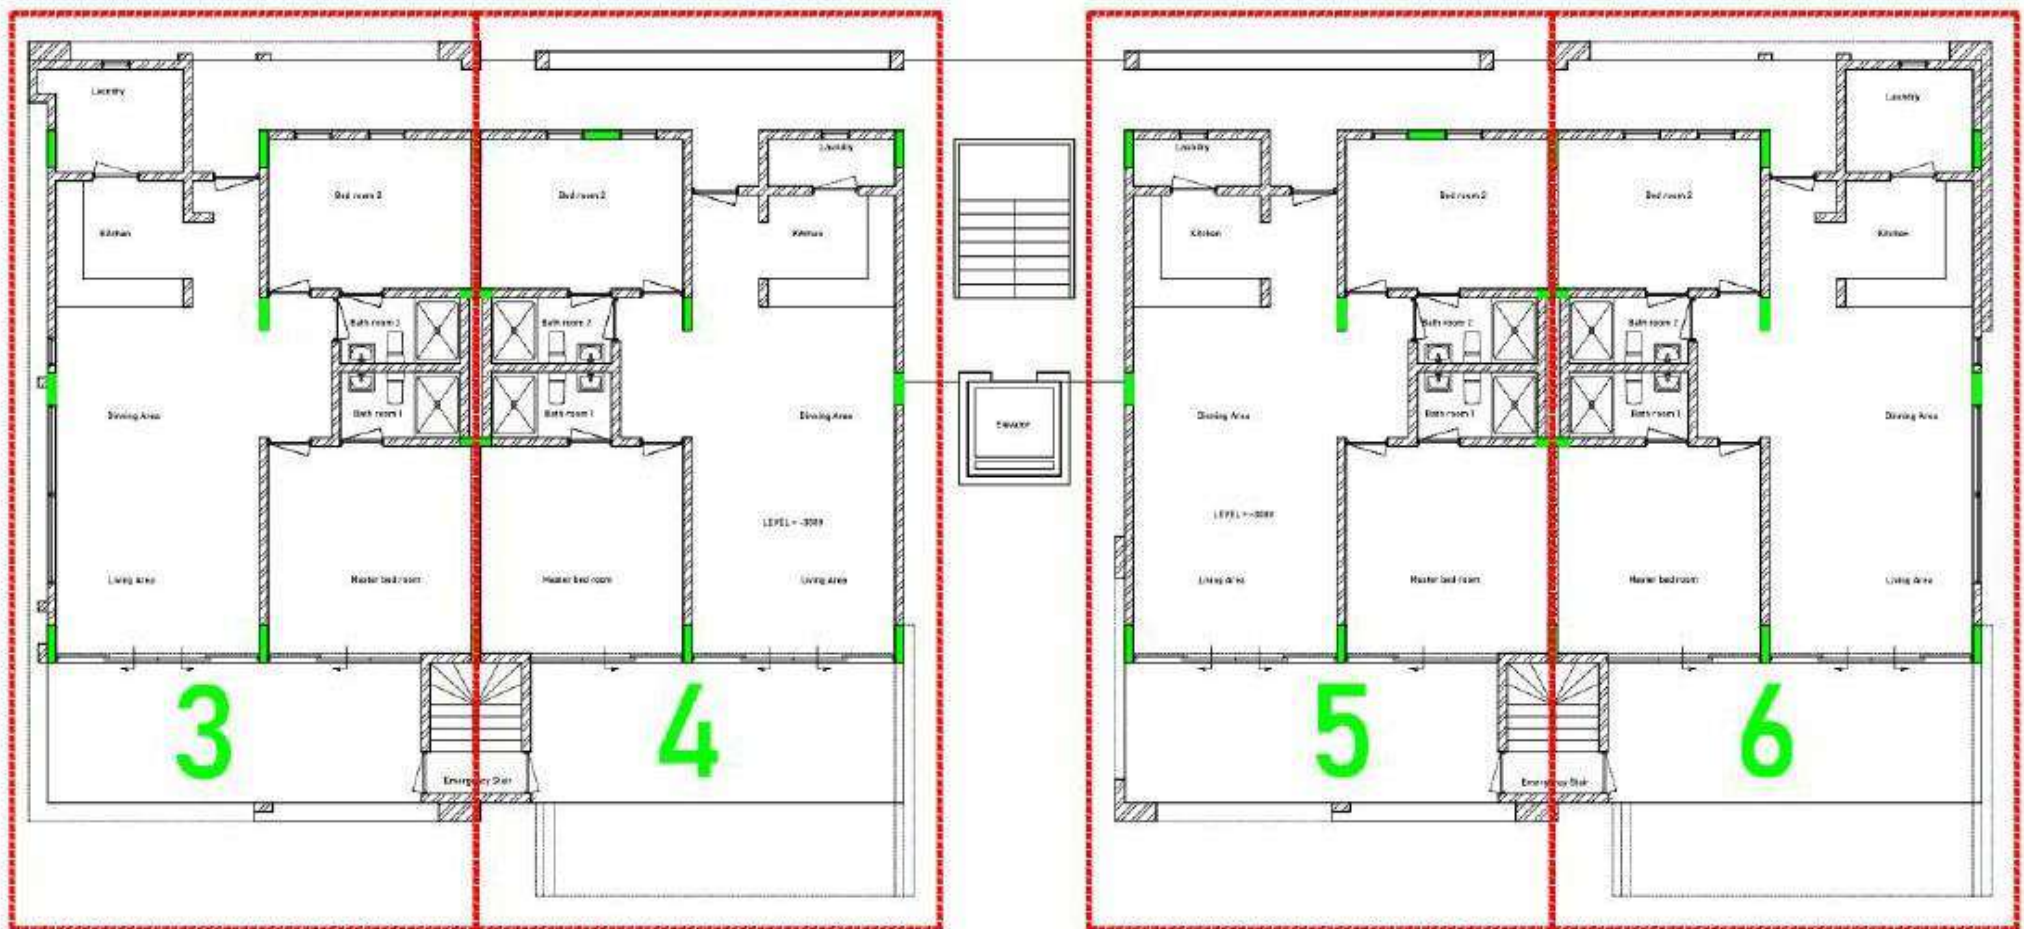 Laundry
Laundry
Laundry
Laundry
Bed room 2
Bed room 2
Bed room 2
Bed room 2
Kitchen
Kitchen
Kitchen
Kitchen
Bath room 2
Bath room 2
Bath room 2
Bath room 2
Bath room 1
Bath room 1
Bath room 1
Bath room 1
Dinning Area
Dinning Area
Elevator
Dinning Area
Dinning Area
Living Area
Master bed room
Master bed room
Living Area
Living Area
Master bed room
Master bed room
Living Area
3
4
5
6
Emergency Stair
Emergency Stair